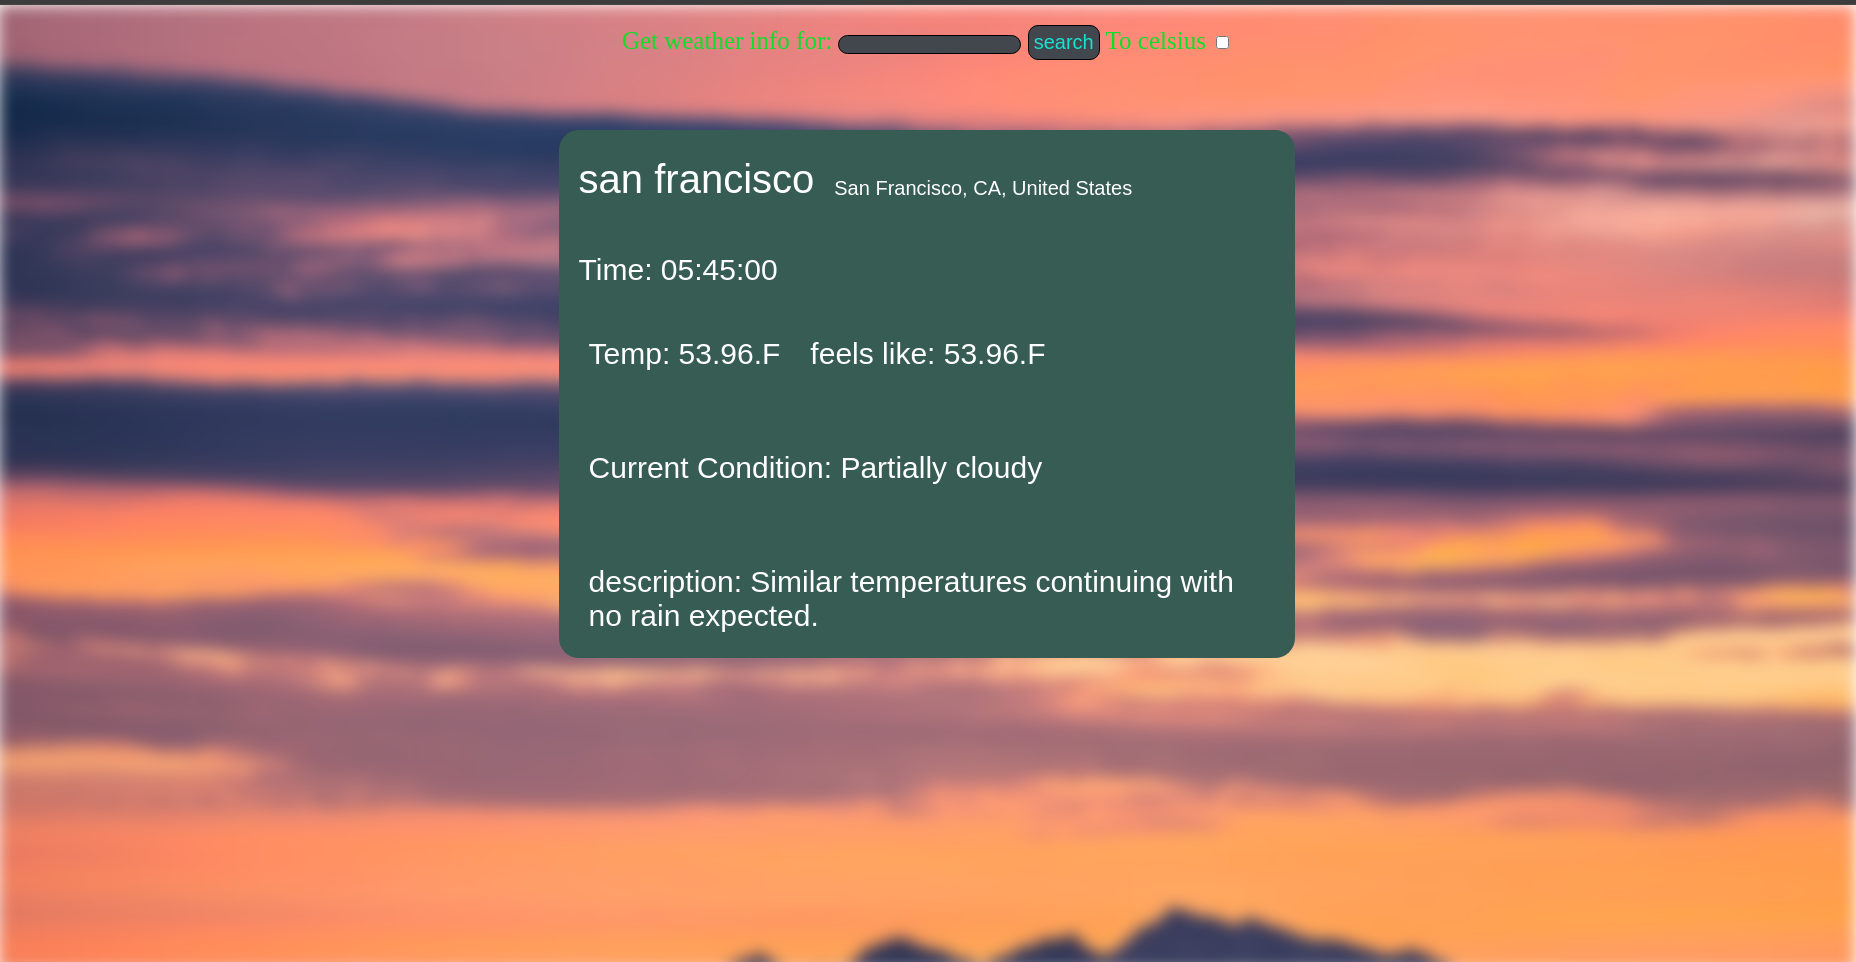 Get weather info for: search To celsius
san francisco San Francisco, CA, United States
Time: 05:45:00
Temp: 53.96.F feels like: 53.96.F
Current Condition: Partially cloudy
description: Similar temperatures continuing with
no rain expected.